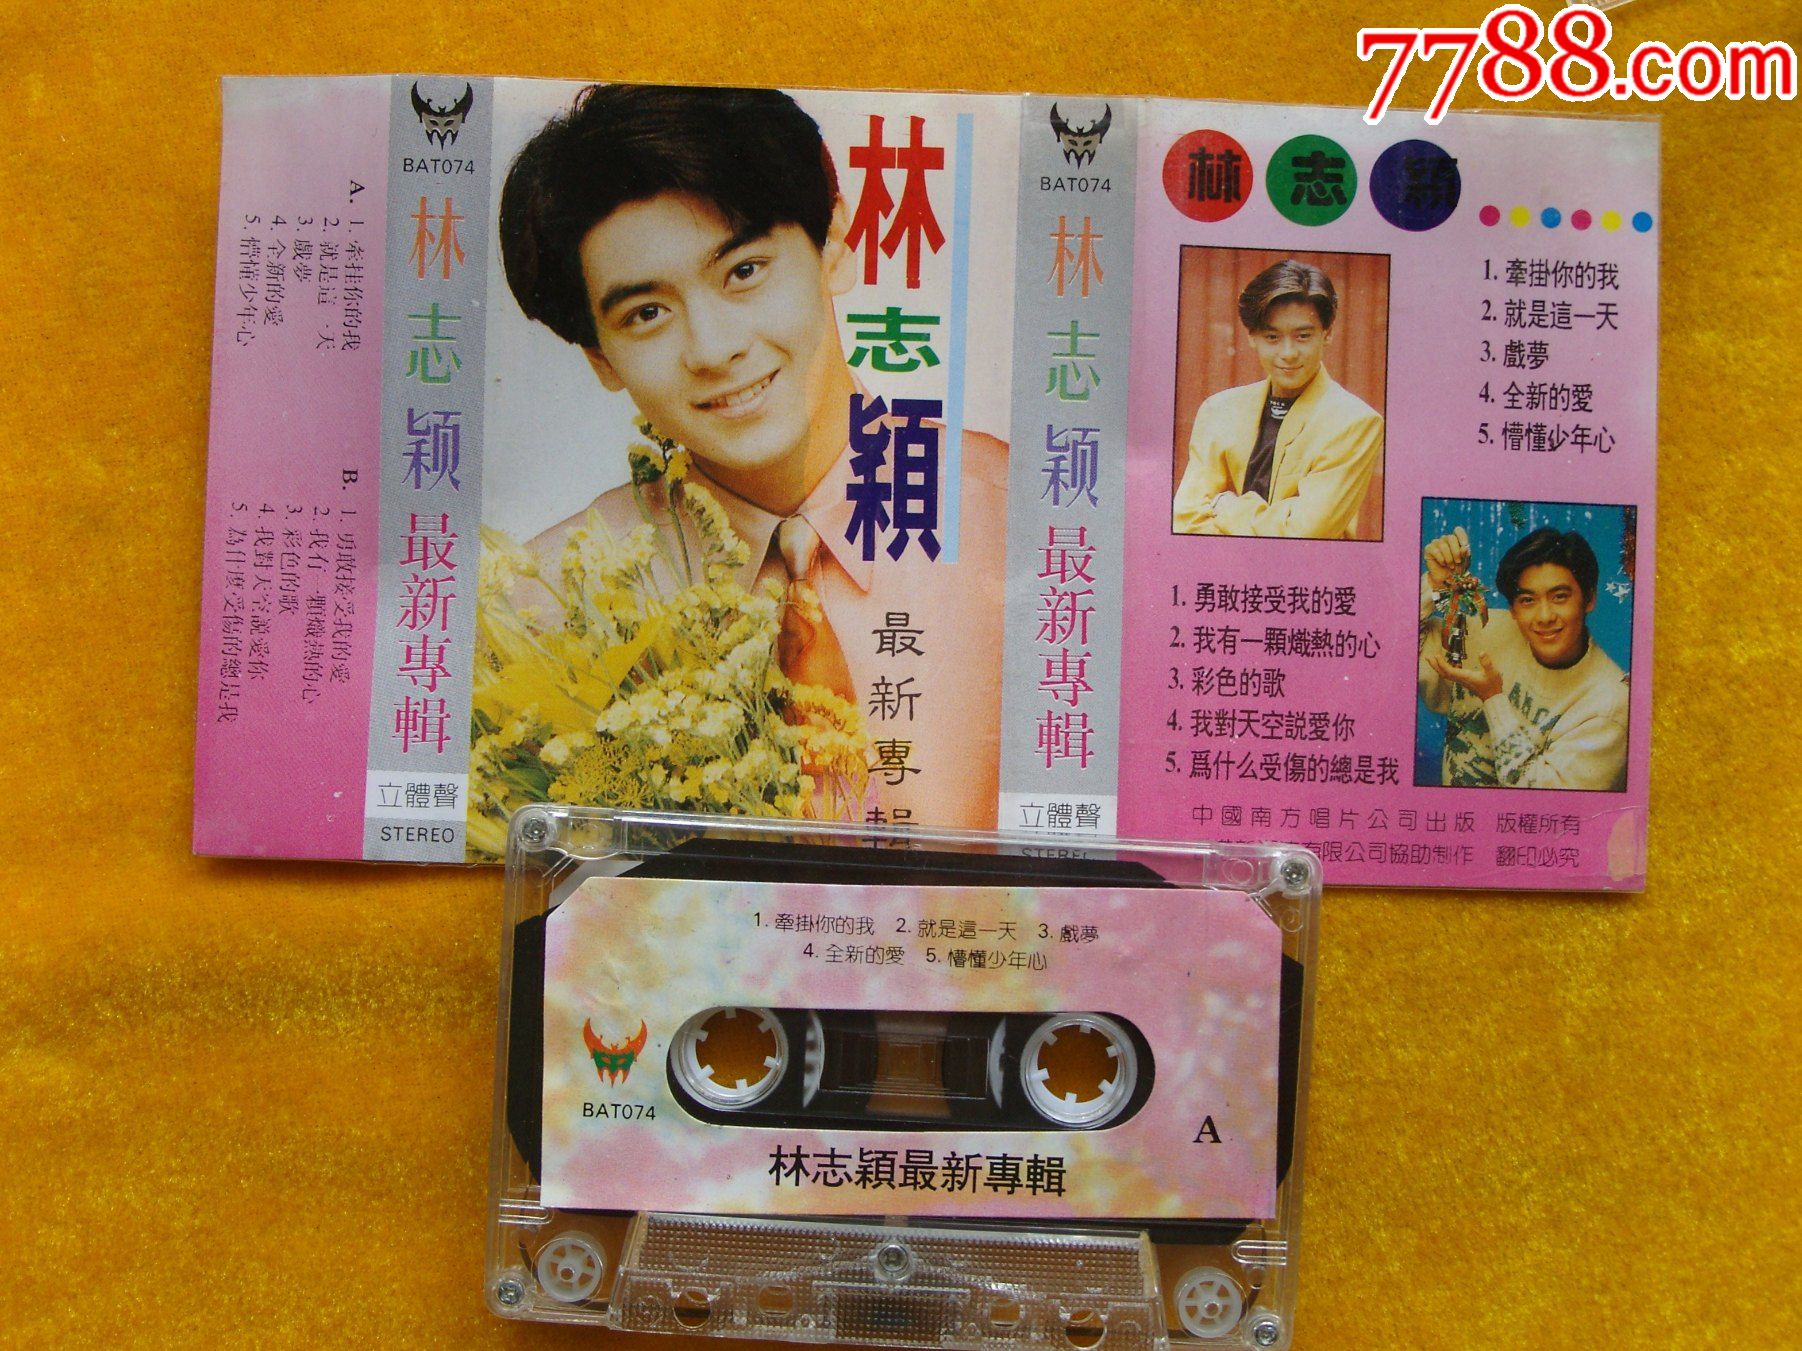 7788.com
A.
1. 牽挂你的我
2. 就是這一天
3. 戲夢
4. 全新的愛
5. 懵懂少年心
B.
1. 勇敢接受我的愛
2. 我有一顆熾熱的心
3. 彩色的歌
4. 我對天空說愛你
5. 為什麼受傷的總是我
BAT074
林志颖
最新專輯
立體聲
STEREO
林志穎
最新專輯
BAT074
林志颖
最新專輯
立體聲
STEREO
林志颖
1. 牽掛你的我
2. 就是這一天
3. 戲夢
4. 全新的愛
5. 懵懂少年心
1. 勇敢接受我的愛
2. 我有一顆熾熱的心
3. 彩色的歌
4. 我對天空説愛你
5. 爲什么受傷的總是我
中國南方唱片公司出版 版權所有
有限公司協助制作 翻印必究
1. 牽掛你的我 2. 就是這一天 3. 戲夢
4. 全新的愛 5. 懵懂少年心
BAT074
A
林志穎最新專輯